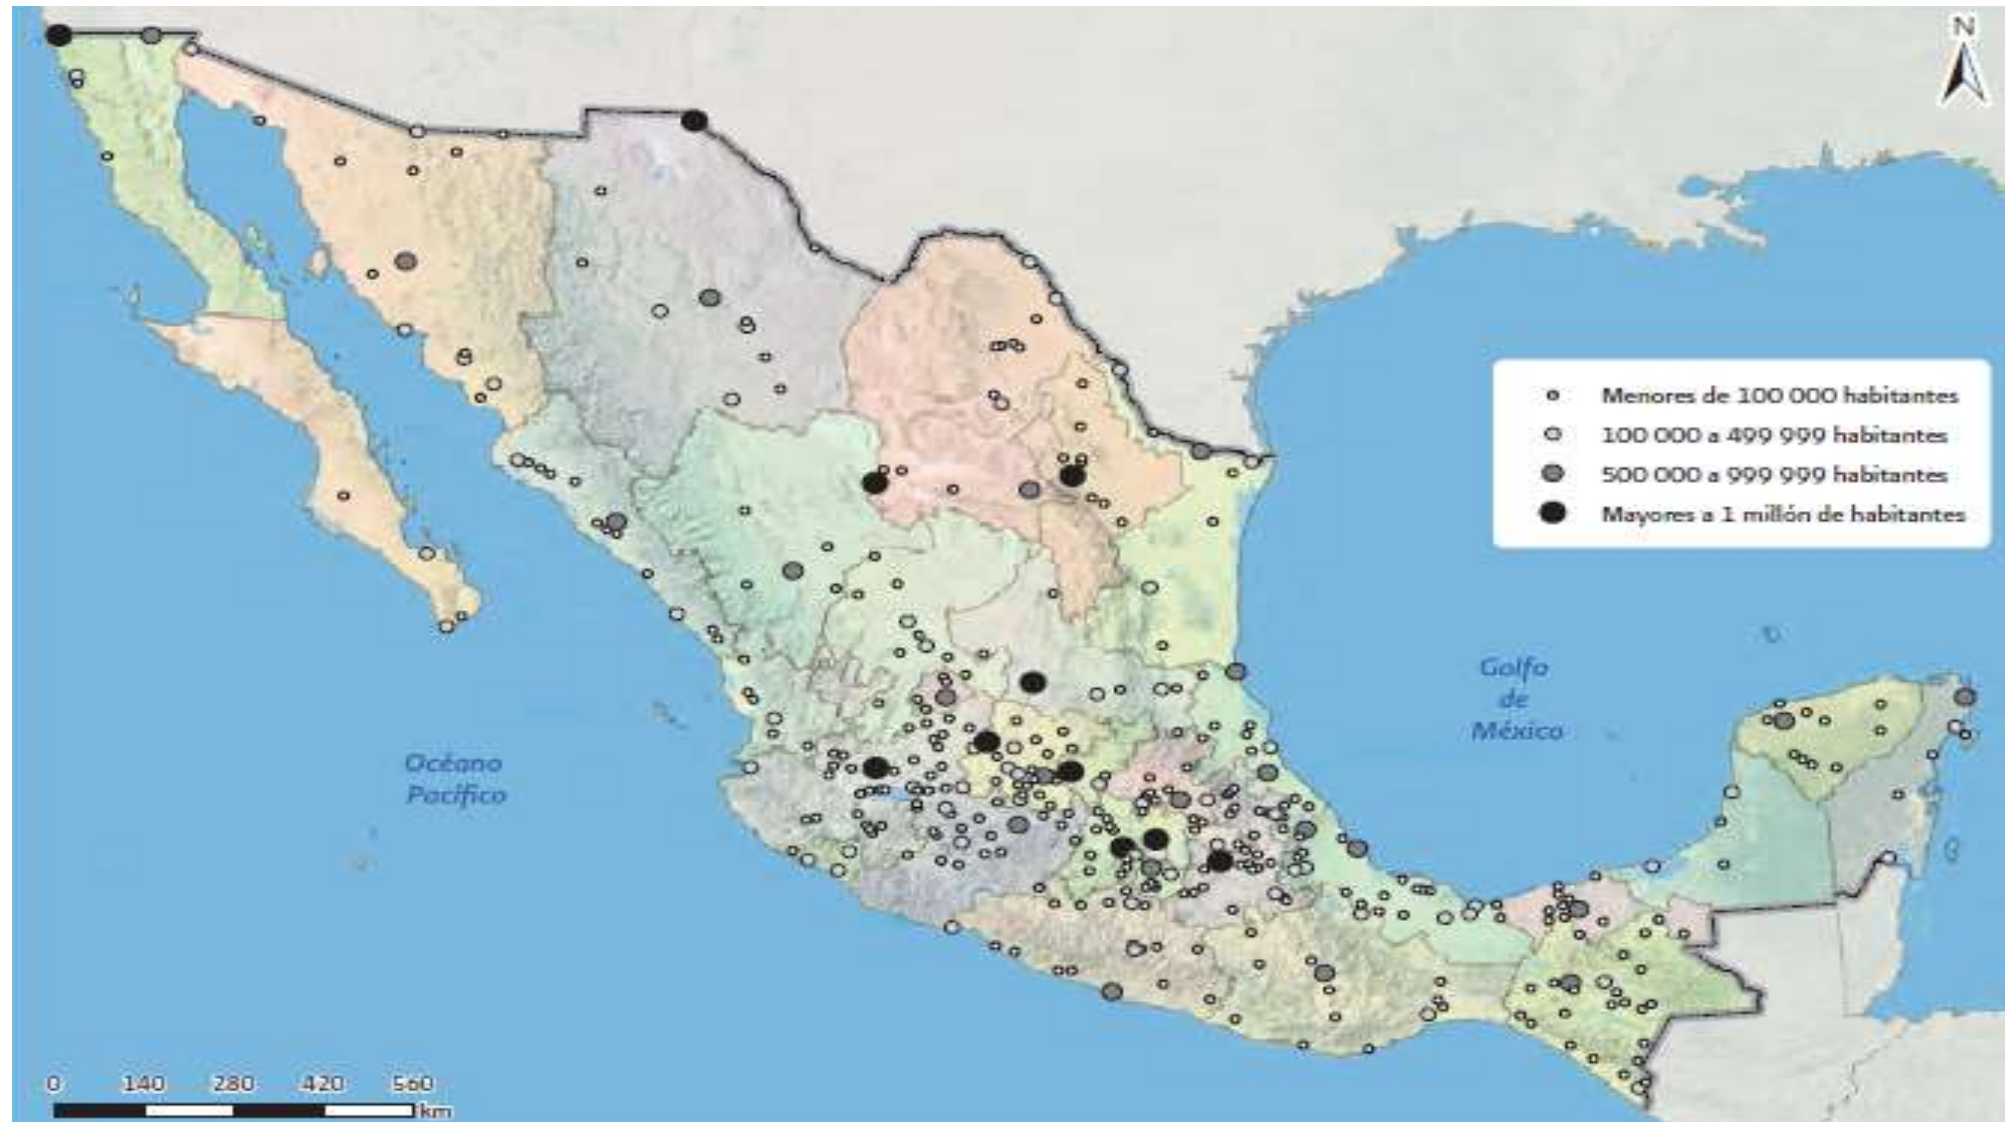 N
Menores de 100 000 habitantes
100 000 a 499 999 habitantes
500 000 a 999 999 habitantes
Mayores a 1 millón de habitantes
Golfo
de
México
Océano
Pacífico
0 140 280 420 560
km